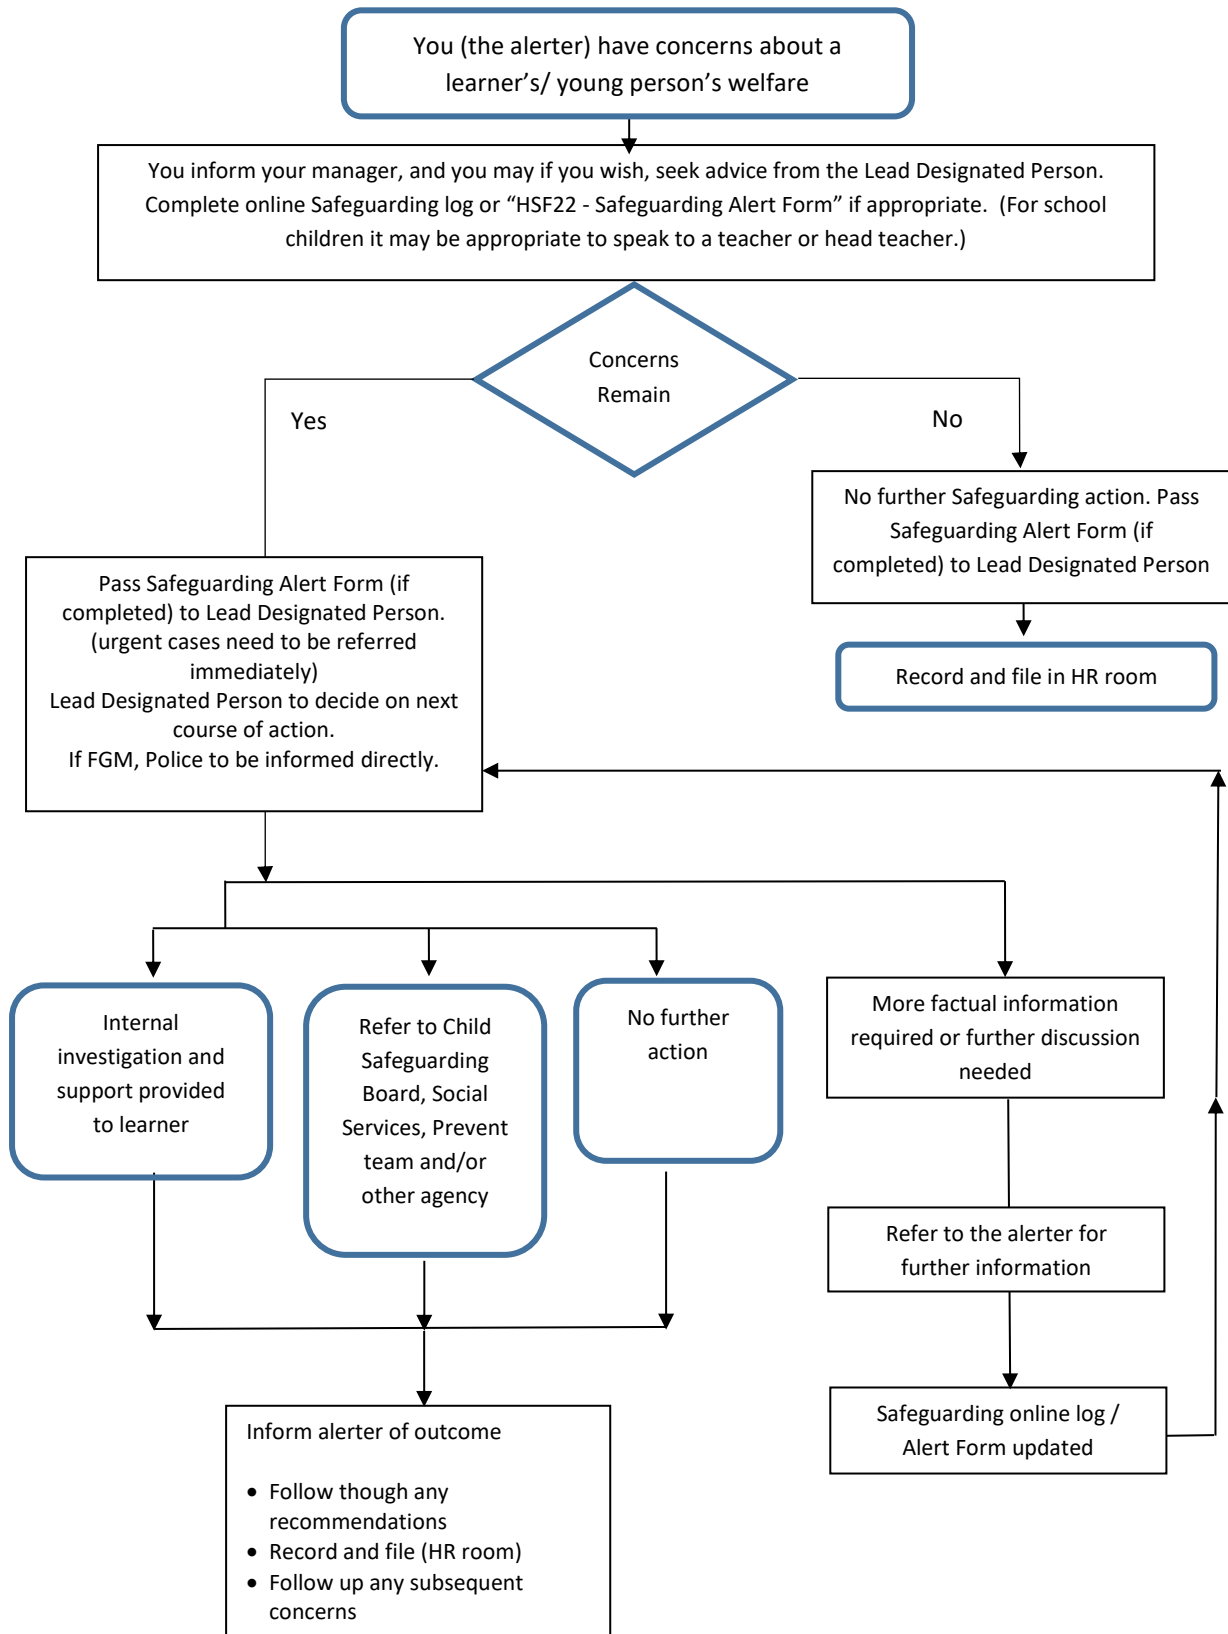 You (the alerter) have concerns about a
learner’s/ young person’s welfare
You inform your manager, and you may if you wish, seek advice from the Lead Designated Person.
Complete online Safeguarding log or “HSF22 - Safeguarding Alert Form” if appropriate.  (For school
children it may be appropriate to speak to a teacher or head teacher.)
Concerns
Remain
Yes
No
No further Safeguarding action. Pass
Safeguarding Alert Form (if
completed) to Lead Designated Person
Record and file in HR room
Pass Safeguarding Alert Form (if
completed) to Lead Designated Person.
(urgent cases need to be referred
immediately)
Lead Designated Person to decide on next
course of action.
If FGM, Police to be informed directly.
Internal
investigation and
support provided
to learner
Refer to Child
Safeguarding
Board, Social
Services, Prevent
team and/or
other agency
No further
action
More factual information
required or further discussion
needed
Refer to the alerter for
further information
Safeguarding online log /
Alert Form updated
Inform alerter of outcome
• Follow though any
recommendations
• Record and file (HR room)
• Follow up any subsequent
concerns